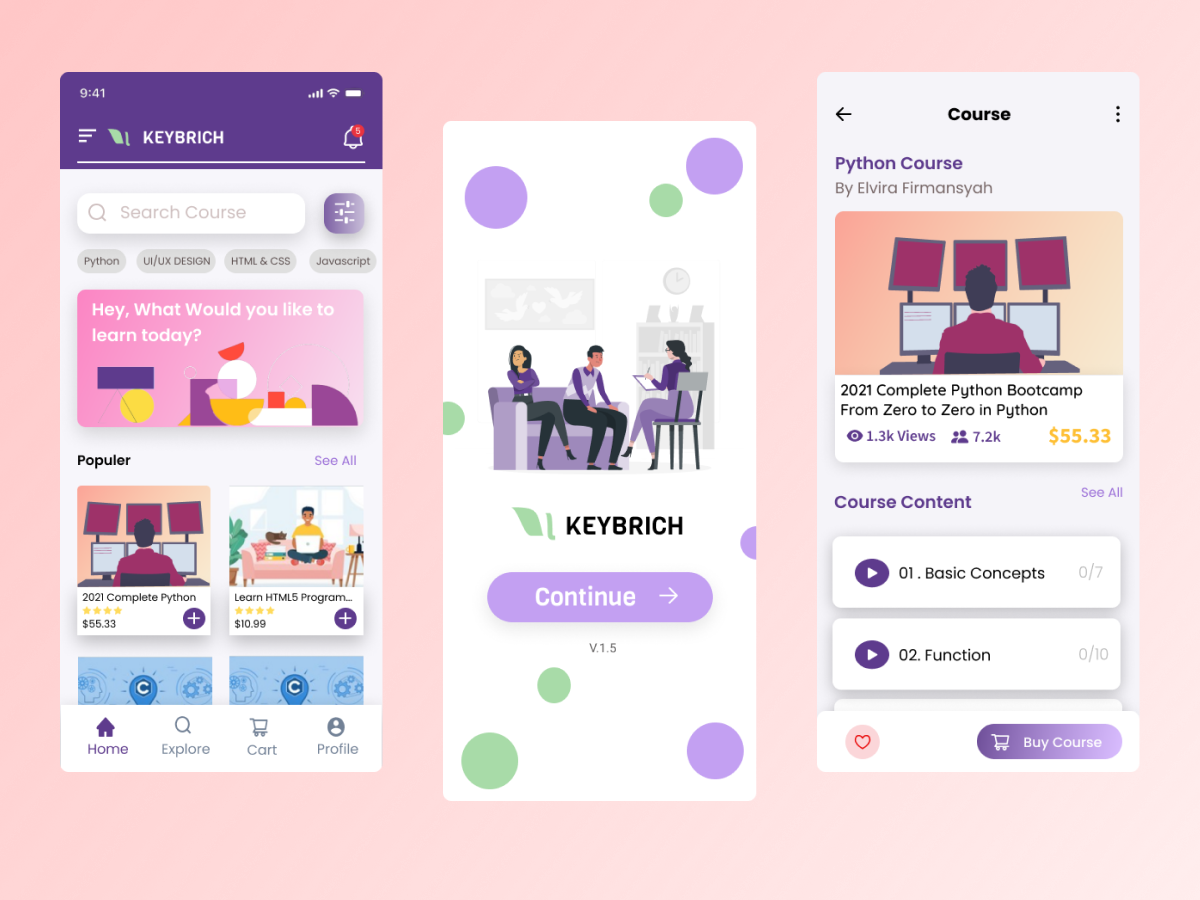 9:41
KEYBRICH
5
Search Course
Python
UI/UX DESIGN
HTML & CSS
Javascript
Hey, What Would you like to
learn today?
Populer
See All
2021 Complete Python
$55.33
Learn HTML5 Program...
$10.99
C
C
Home
Explore
Cart
Profile
KEYBRICH
Continue
V.1.5
Course
Python Course
By Elvira Firmansyah
2021 Complete Python Bootcamp
From Zero to Zero in Python
1.3k Views
7.2k
$55.33
Course Content
See All
01 . Basic Concepts
0/7
02. Function
0/10
Buy Course